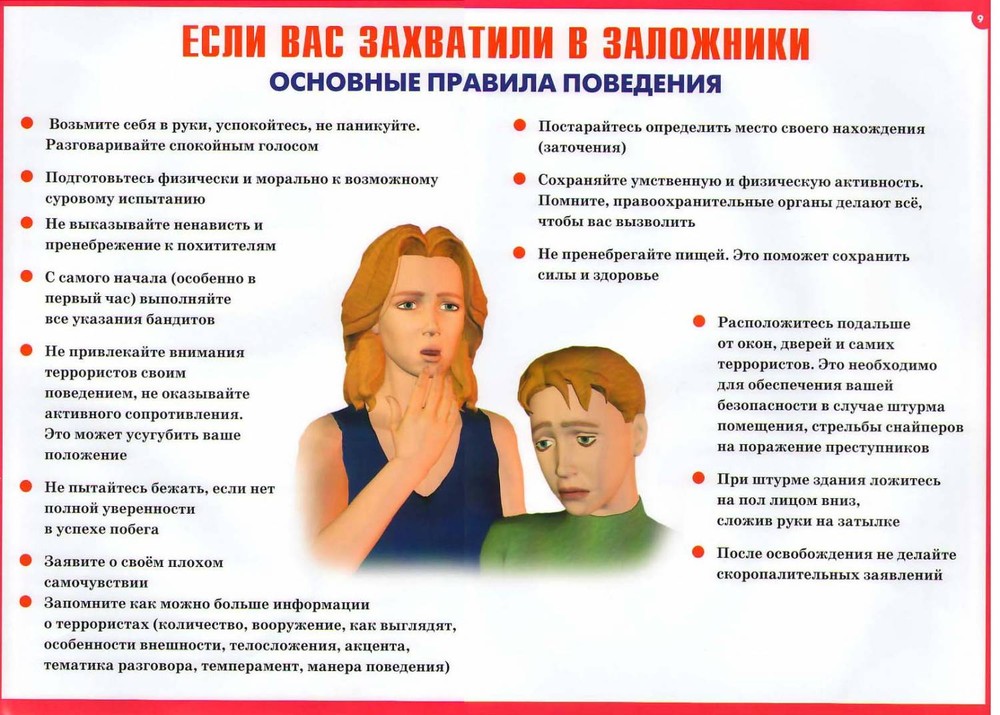 9
ЕСЛИ ВАС ЗАХВАТИЛИ В ЗАЛОЖНИКИ
ОСНОВНЫЕ ПРАВИЛА ПОВЕДЕНИЯ
Возьмите себя в руки, успокойтесь, не паникуйте.
Разговаривайте спокойным голосом
Подготовьтесь физически и морально к возможному
суровому испытанию
Не выказывайте ненависть и
пренебрежение к похитителям
С самого начала (особенно в
первый час) выполняйте
все указания бандитов
Не привлекайте внимания
террористов своим
поведением, не оказывайте
активного сопротивления.
Это может усугубить ваше
положение
Не пытайтесь бежать, если нет
полной уверенности
в успехе побега
Заявите о своём плохом
самочувствии
Запомните как можно больше информации
о террористах (количество, вооружение, как выглядят,
особенности внешности, телосложения, акцента,
тематика разговора, темперамент, манера поведения)
Постарайтесь определить место своего нахождения
(заточения)
Сохраняйте умственную и физическую активность.
Помните, правоохранительные органы делают всё,
чтобы вас вызволить
Не пренебрегайте пищей. Это поможет сохранить
силы и здоровье
Расположитесь подальше
от окон, дверей и самих
террористов. Это необходимо
для обеспечения вашей
безопасности в случае штурма
помещения, стрельбы снайперов
на поражение преступников
При штурме здания ложитесь
на пол лицом вниз,
сложив руки на затылке
После освобождения не делайте
скоропалительных заявлений